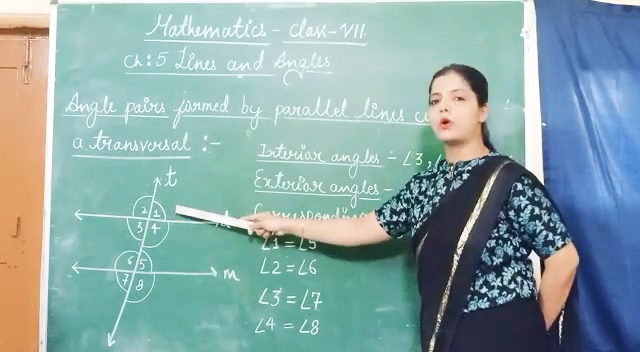 Mathematics - Class-VII
Ch:5 Lines and Angles
Angle pairs formed by parallel lines
a transversal :-
Interior angles - ∠3,
Exterior angles -
∠1 = ∠5
∠2 = ∠6
∠3 = ∠7
∠4 = ∠8
t
2 1
3 4
6 5
7 8
m